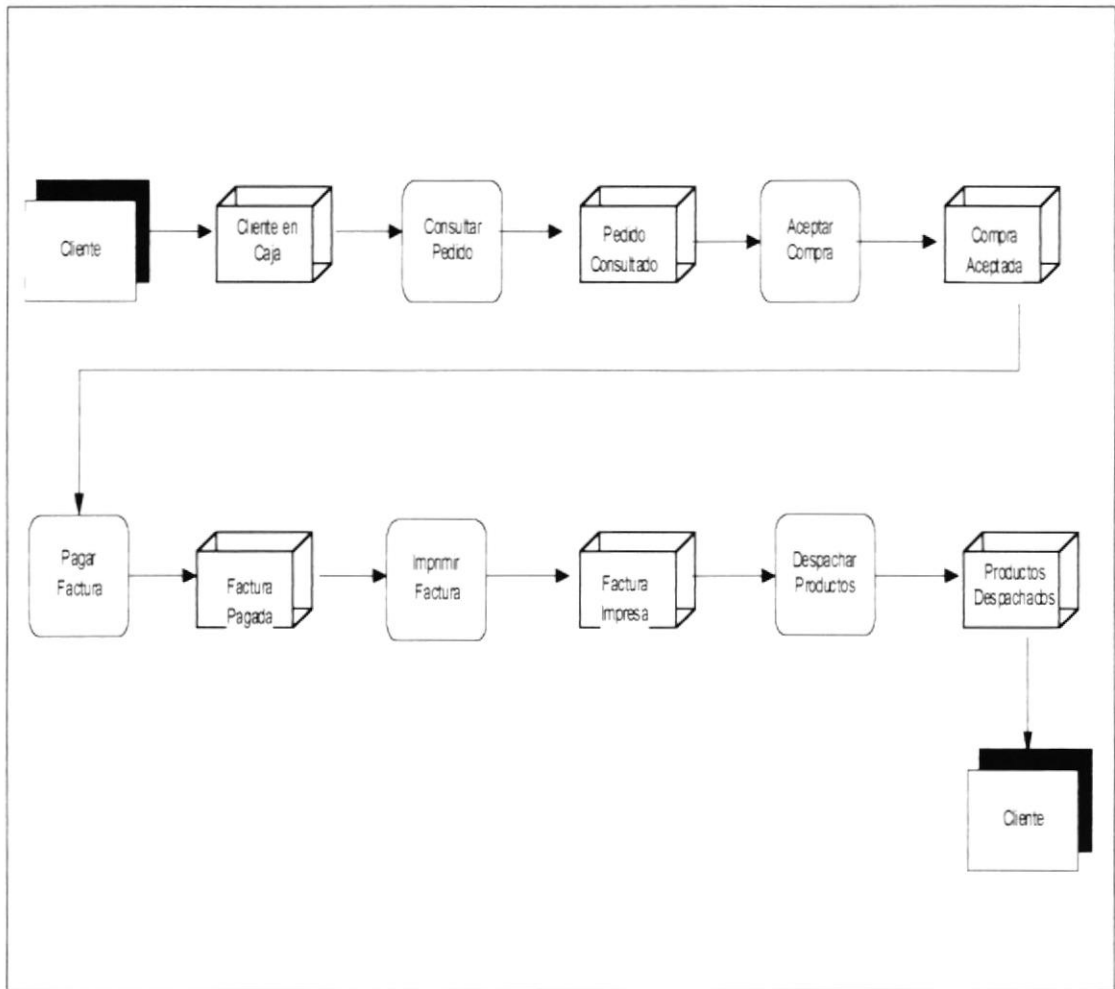 Cliente
Cliente en
Caja
Consultar
Pedido
Pedido
Consultado
Aceptar
Compra
Compra
Aceptada
Pagar
Factura
Factura
Pagada
Imprimir
Factura
Factura
Impresa
Despachar
Productos
Productos
Despachados
Cliente